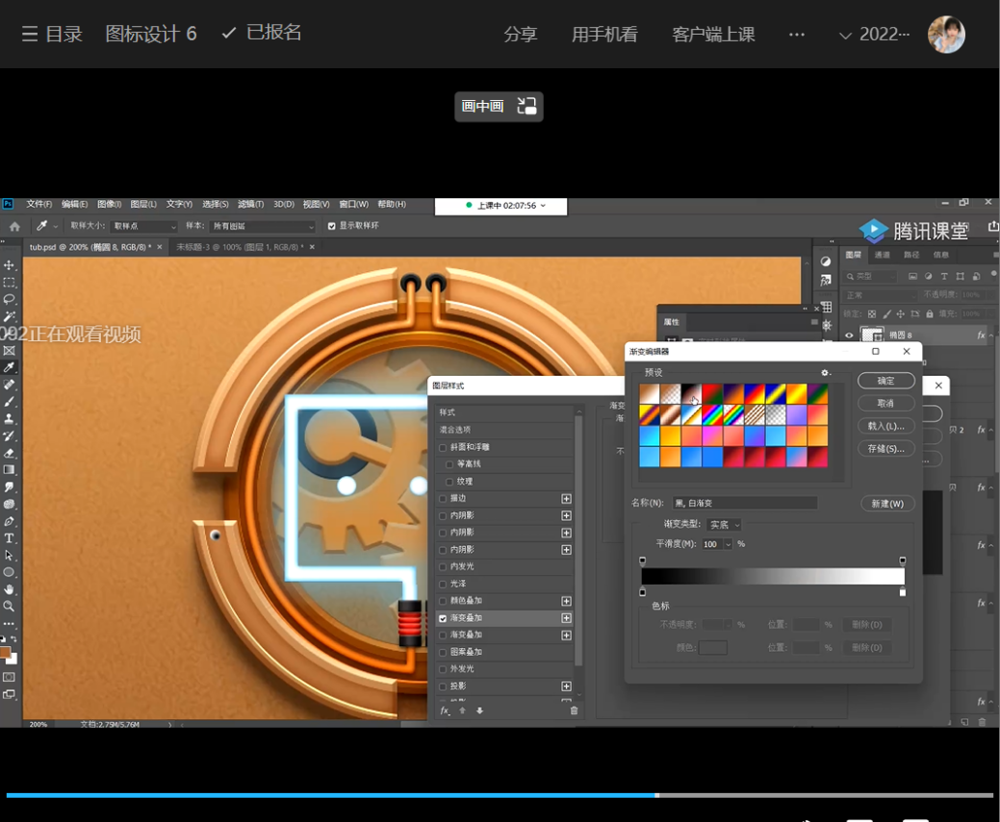 目录 图标设计 6 已报名 分享 用手机看 客户端上课 ··· 2022···
画中画
文件(F) 编辑(E) 图像(I) 图层(L) 文字(Y) 选择(S) 滤镜(T) 3D(D) 视图(V) 窗口(W) 帮助(H) 上课中 02:07:56
取样大小: 取样点 样本: 所有图层 显示取样环
腾讯课堂
tub.psd @ 200% (椭圆 8, RGB/8) * × 未标题-3 @ 100% (图层 1, RGB/8) * ×
图层 通道 路径 信息
类型
正常 不透明度: 100%
锁定: 填充: 100%
092正在观看视频
属性
椭圆 8
渐变编辑器
预设
确定
取消
载入(L)...
存储(S)...
名称(N): 黑, 白渐变
新建(W)
渐变类型: 实底
平滑度(M): 100 %
色标
不透明度: % 位置: % 删除(D)
颜色: 位置: % 删除(D)
图层样式
样式
混合选项
斜面和浮雕
等高线
纹理
描边
内阴影
内阴影
内阴影
内发光
光泽
颜色叠加
渐变叠加
渐变叠加
图案叠加
外发光
投影
fx
200% 文档:2.75M/5.76M